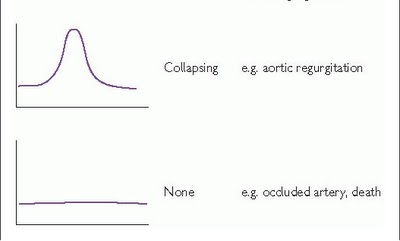 Collapsing e.g. aortic regurgitation
None e.g. occluded artery, death